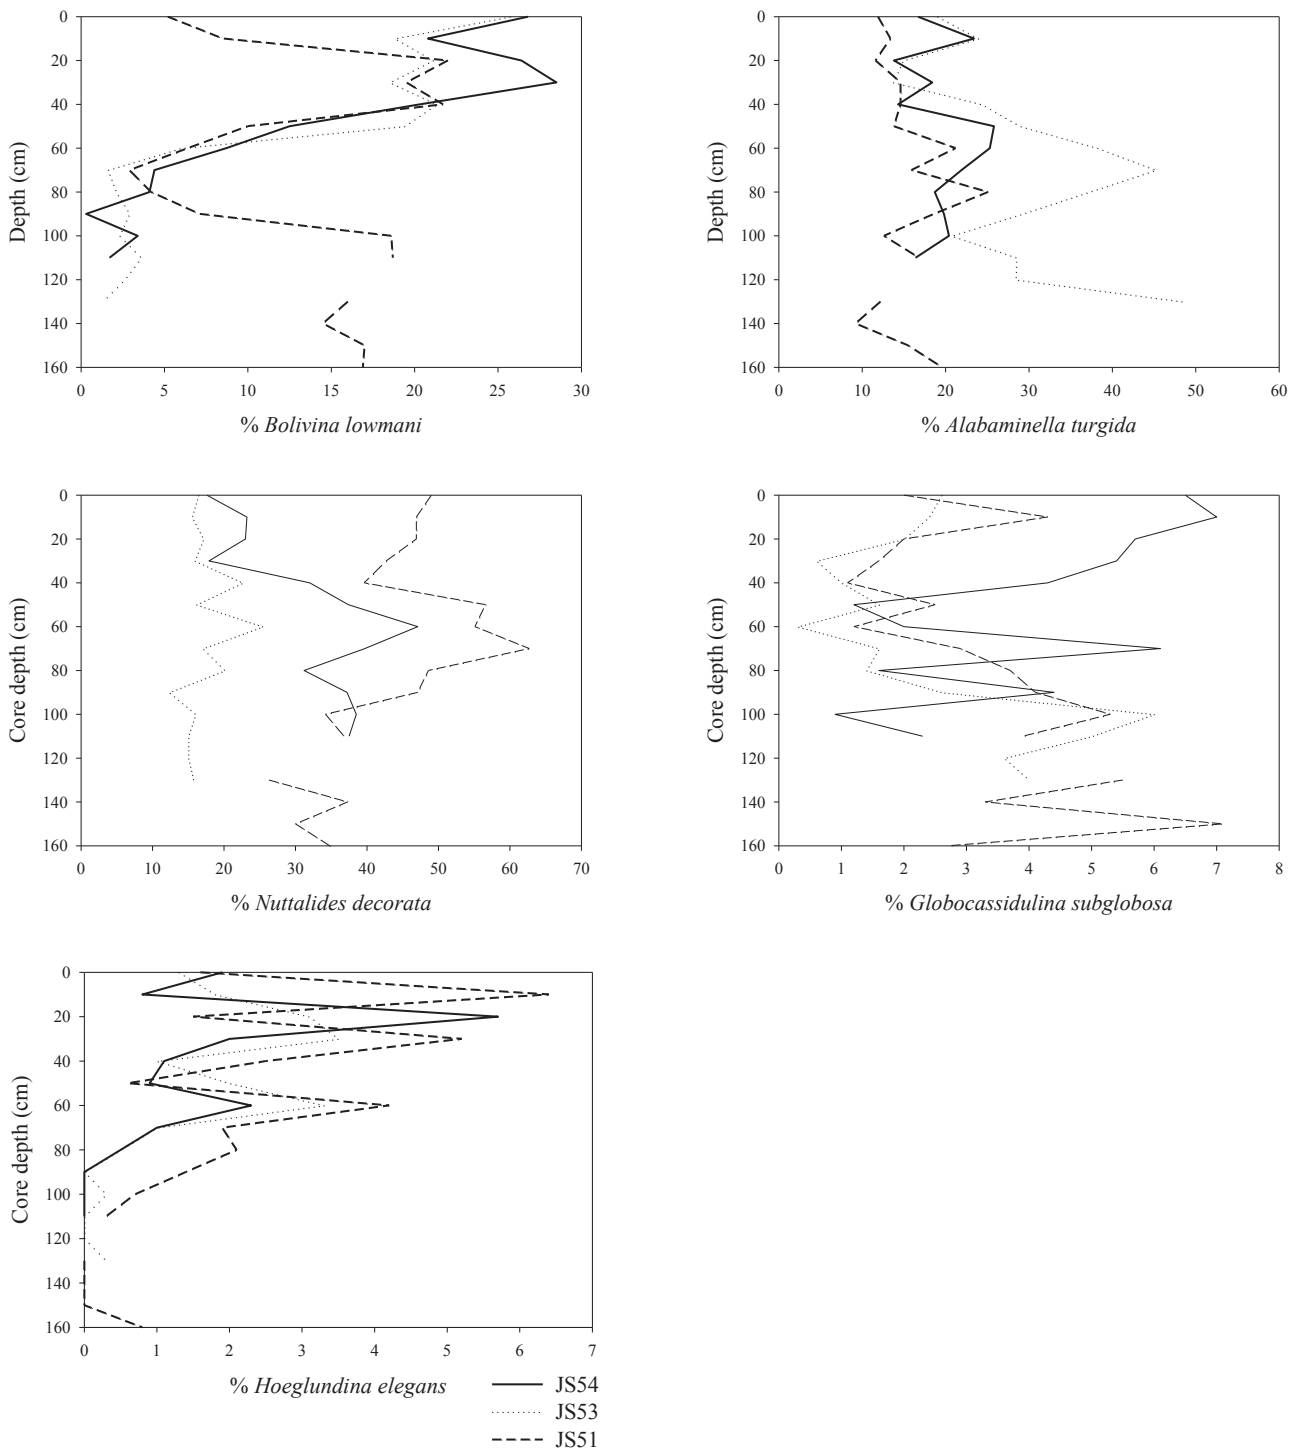 0
20
40
60
80
100
120
140
160
Depth (cm)
0 5 10 15 20 25 30
% Bolivina lowmani
0
20
40
60
80
100
120
140
160
Depth (cm)
0 10 20 30 40 50 60
% Alabaminella turgida
0
20
40
60
80
100
120
140
160
Core depth (cm)
0 10 20 30 40 50 60 70
% Nuttalides decorata
0
20
40
60
80
100
120
140
160
Core depth (cm)
0 1 2 3 4 5 6 7 8
% Globocassidulina subglobosa
0
20
40
60
80
100
120
140
160
Core depth (cm)
0 1 2 3 4 5 6 7
% Hoeglundina elegans
JS54
JS53
JS51